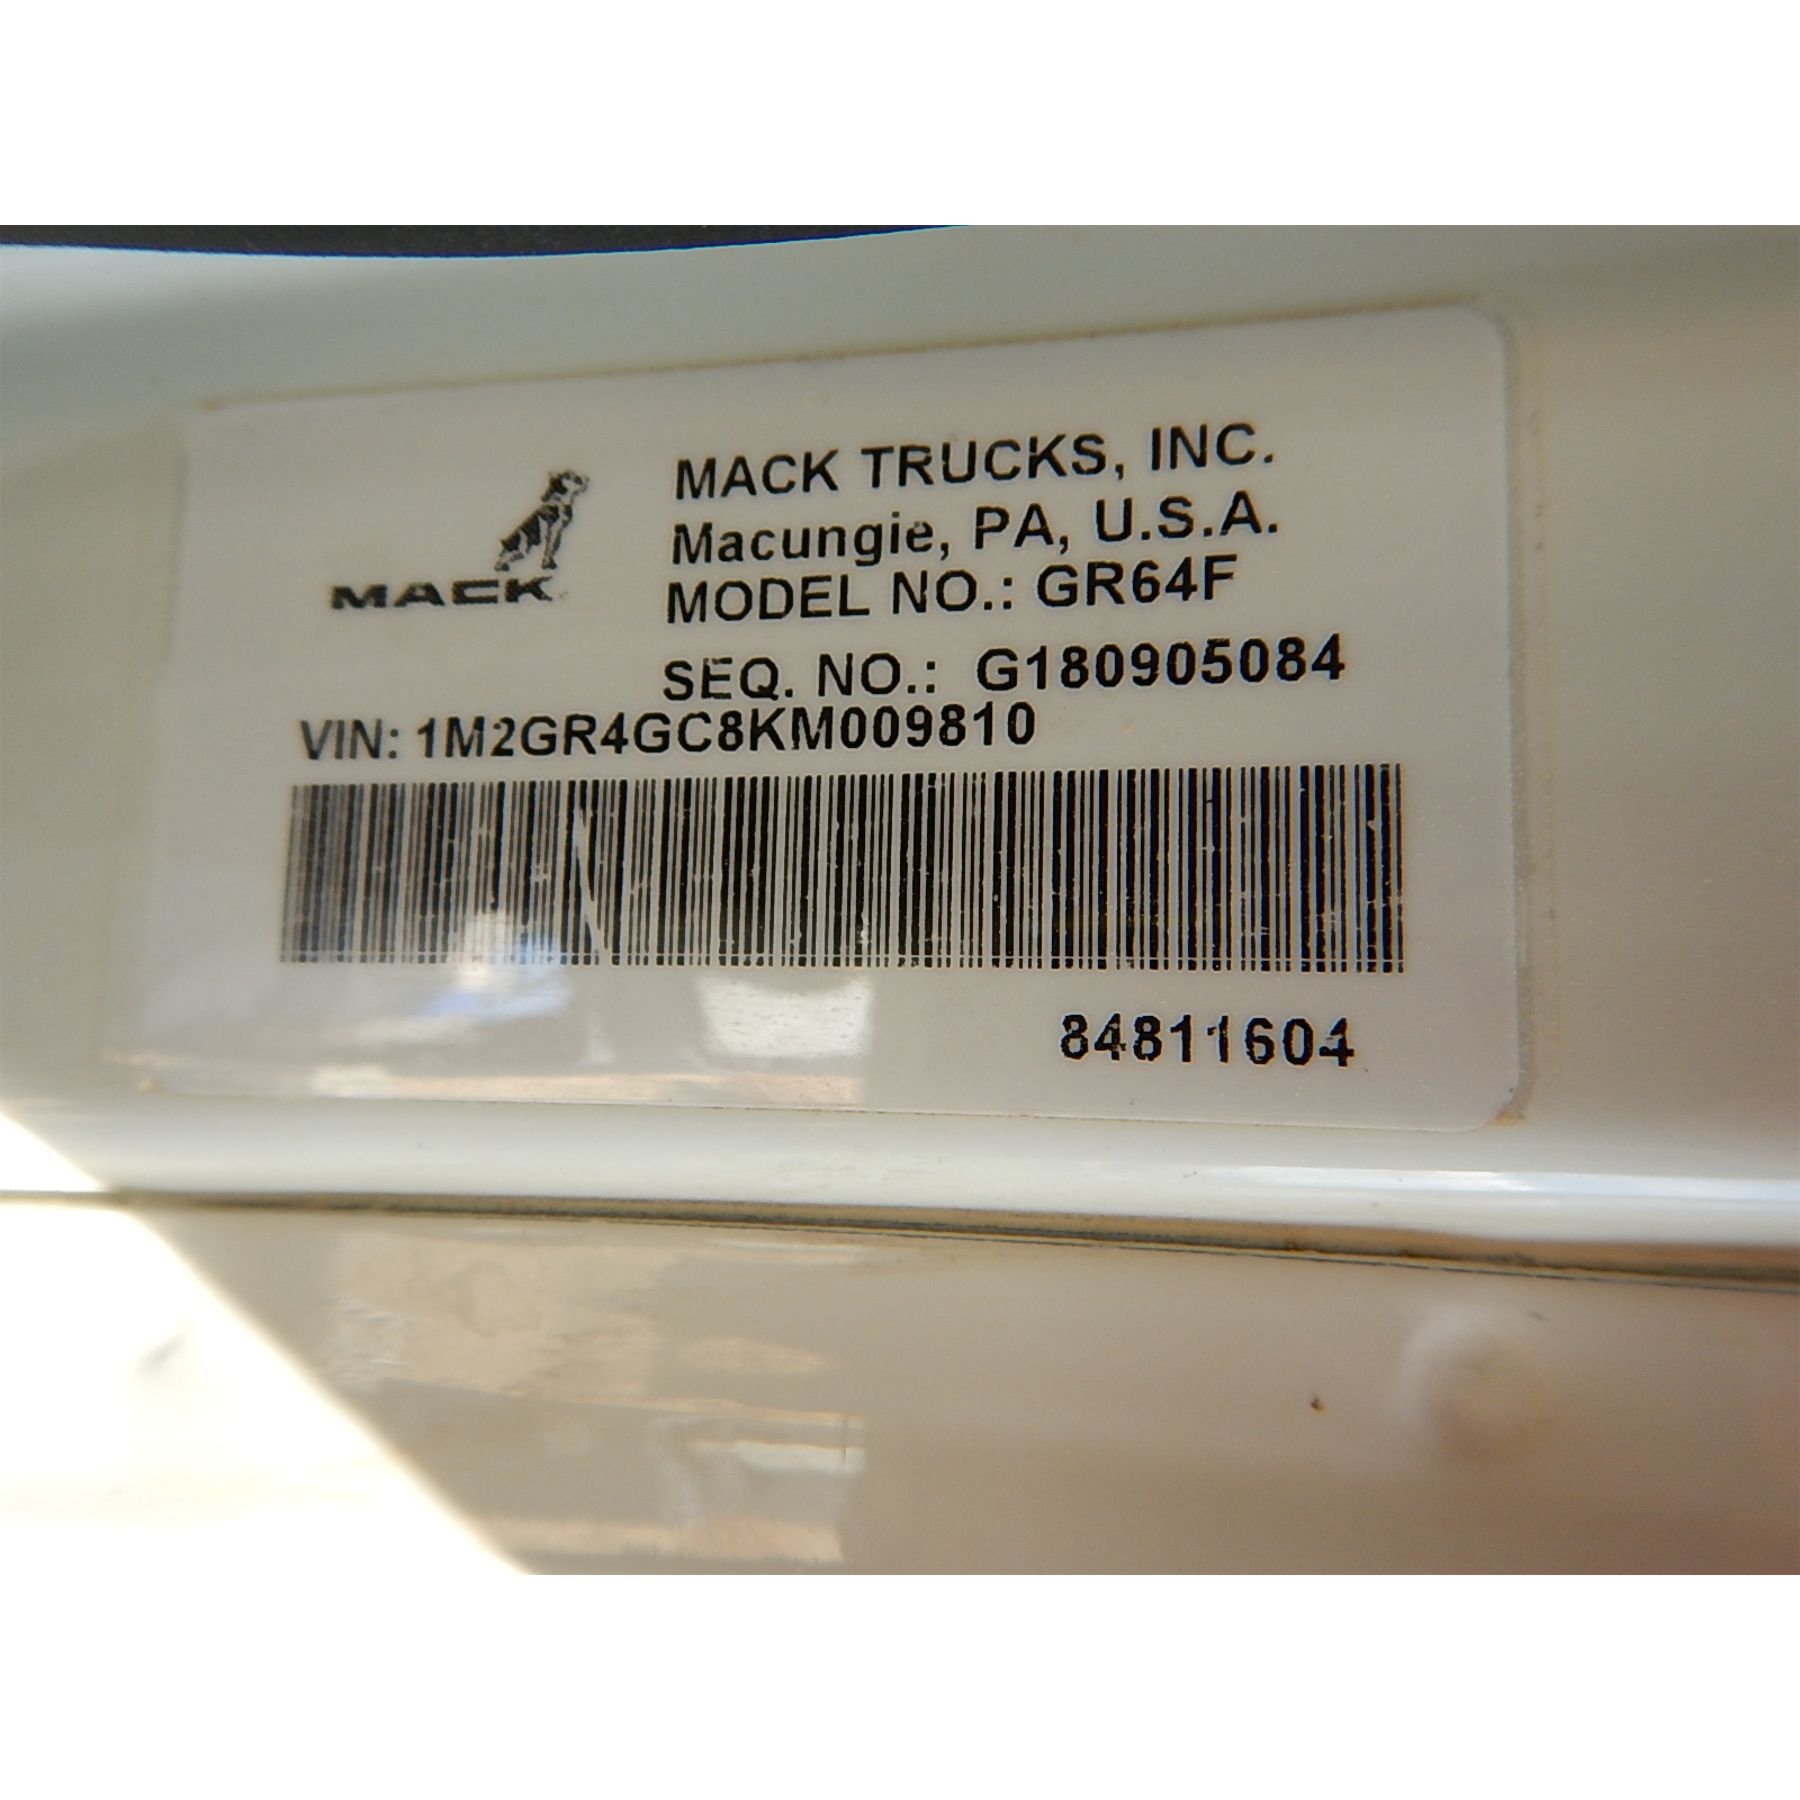 MACK
MACK TRUCKS, INC.
Macungie, PA, U.S.A.
MODEL NO.: GR64F
SEQ. NO.: G180905084
VIN: 1M2GR4GC8KM009810
84811604